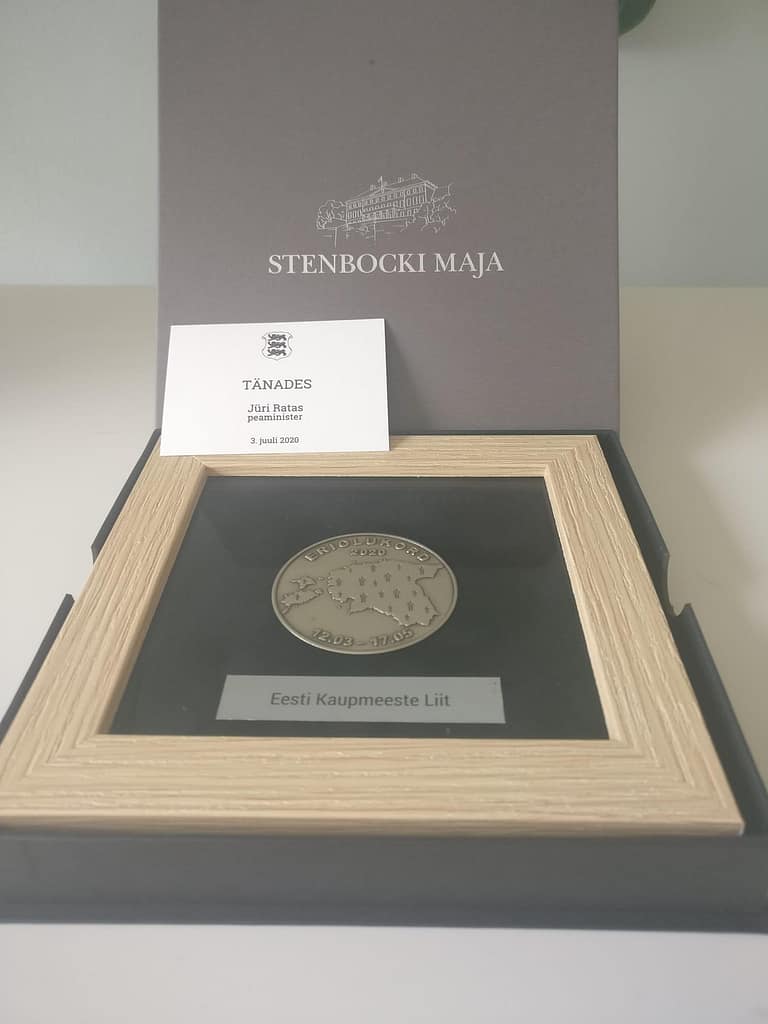 STENBOCKI MAJA
TÄNADES
Jüri Ratas
peaminister
3. juuli 2020
ERIOLUKORD
2020
12.03 - 17.05
Eesti Kaupmeeste Liit